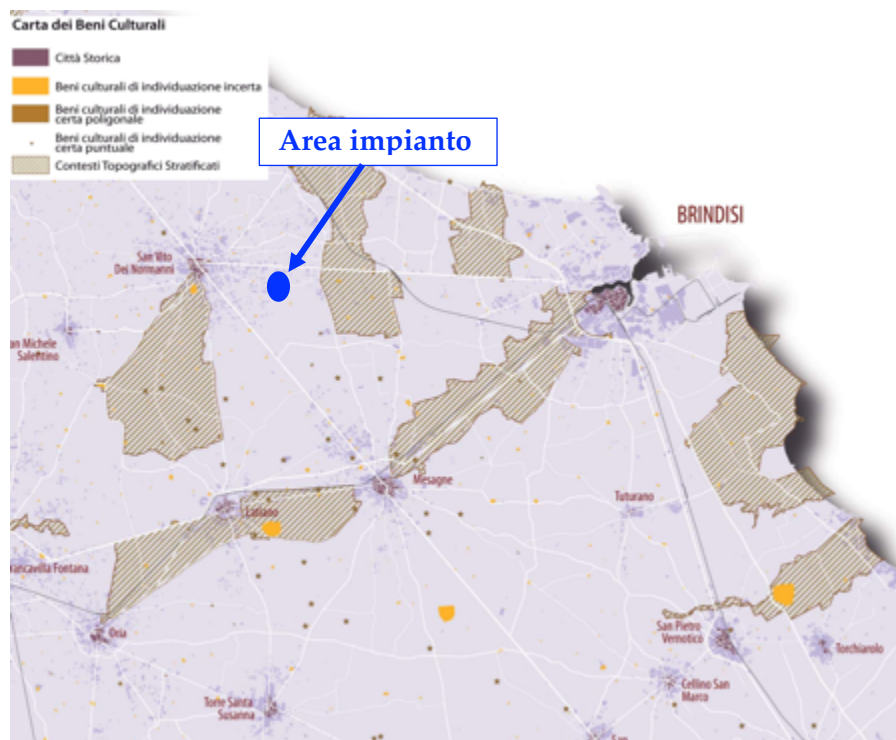 Carta dei Beni Culturali
Città Storica
Beni culturali di individuazione incerta
Beni culturali di individuazione
certa poligonale
Beni culturali di individuazione
certa puntuale
Contesti Topografici Stratificati
Area impianto
BRINDISI
San Vito
Dei Normanni
an Michele
Salentino
Mesagne
Latiano
Tuturano
rancavilla Fontana
Oria
San Pietro
Vernotico
Torchiarolo
Cellino San
Marco
Torre Santa
Susanna
San